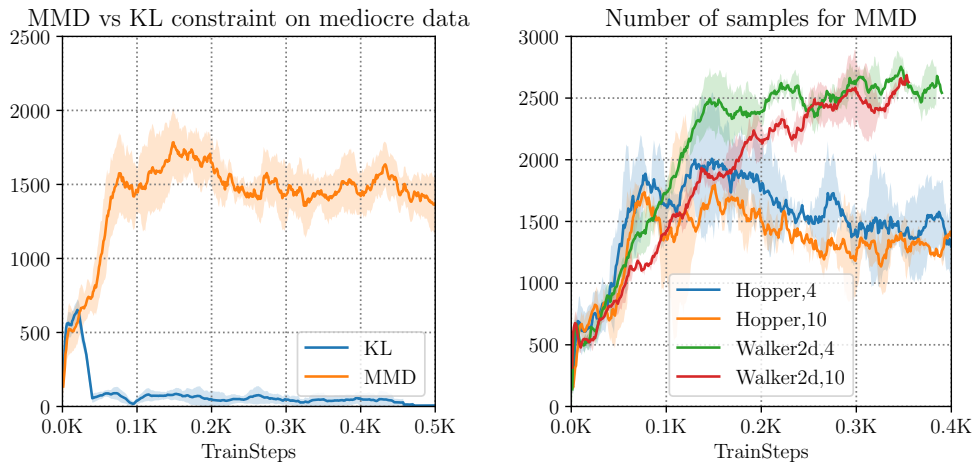 MMD vs KL constraint on mediocre data
2500
2000
1500
1000
500
0
0.0K 0.1K 0.2K 0.3K 0.4K 0.5K
TrainSteps
KL
MMD
Number of samples for MMD
3000
2500
2000
1500
1000
500
0
0.0K 0.1K 0.2K 0.3K 0.4K
TrainSteps
Hopper,4
Hopper,10
Walker2d,4
Walker2d,10